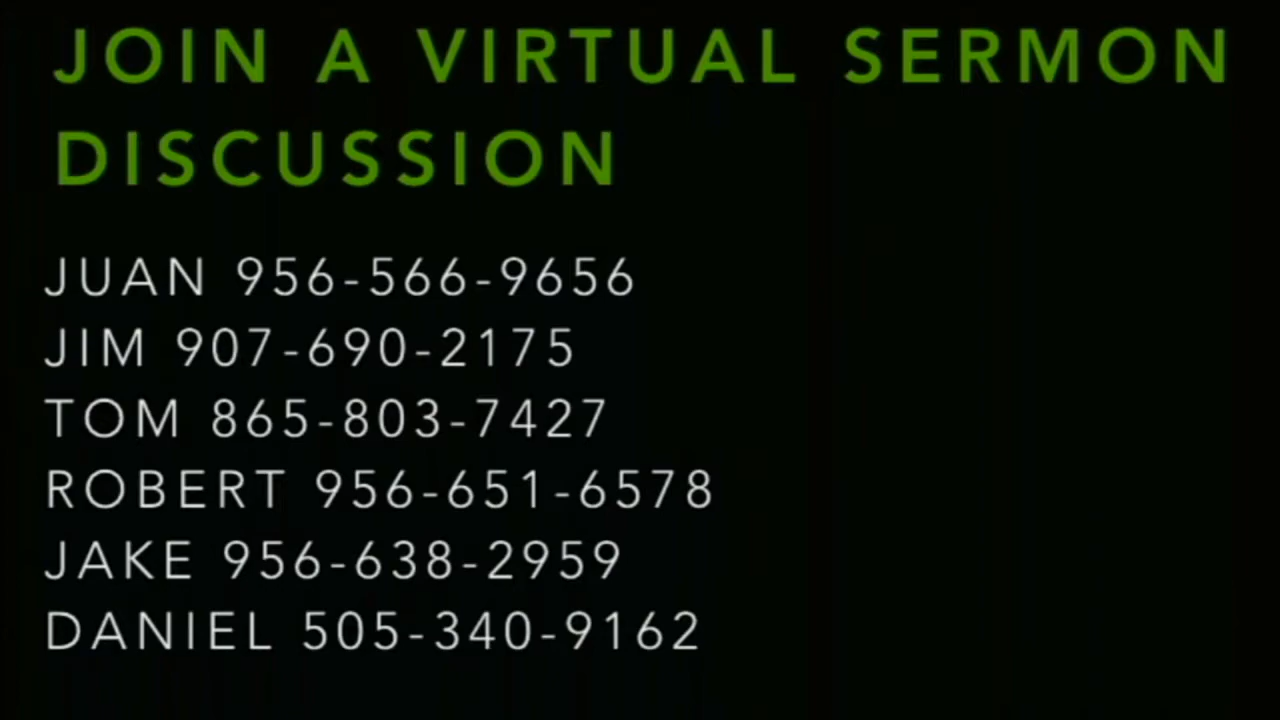 JOIN A VIRTUAL SERMON
DISCUSSION
JUAN 956-566-9656
JIM 907-690-2175
TOM 865-803-7427
ROBERT 956-651-6578
JAKE 956-638-2959
DANIEL 505-340-9162